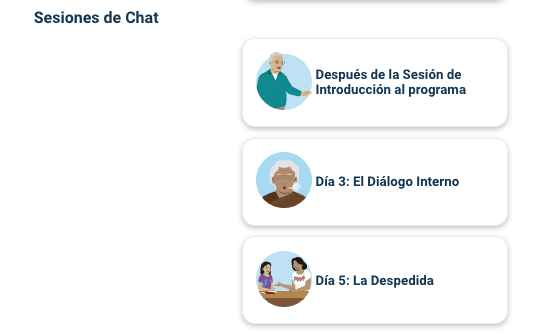 Sesiones de Chat
Después de la Sesión de
Introducción al programa
Día 3: El Diálogo Interno
Día 5: La Despedida